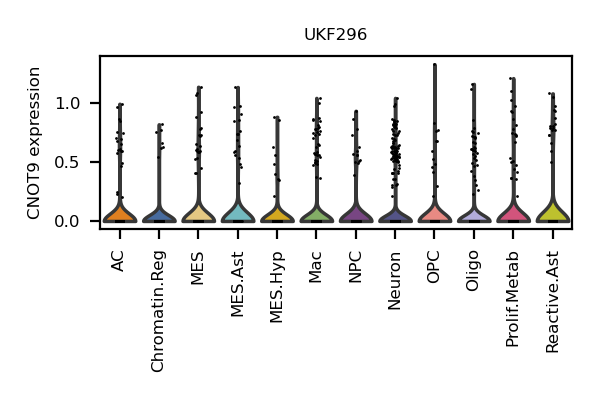 UKF296
CNOT9 expression
1.0
0.5
0.0
AC
Chromatin.Reg
MES
MES.Ast
MES.Hyp
Mac
NPC
Neuron
OPC
Oligo
Prolif.Metab
Reactive.Ast